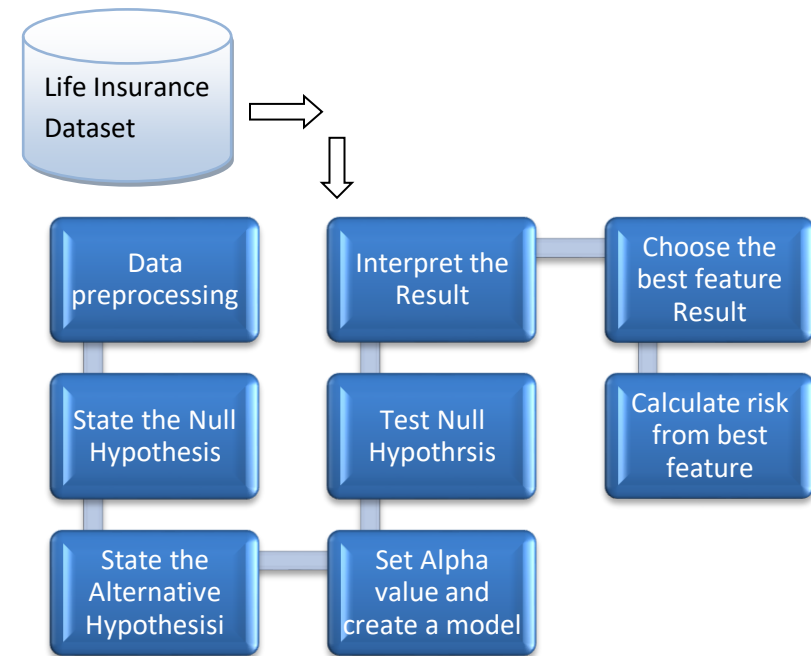 Life Insurance
Dataset
Data
preprocessing
State the Null
Hypothesis
State the
Alternative
Hypothesisi
Set Alpha
value and
create a model
Test Null
Hypothrsis
Interpret the
Result
Choose the
best feature
Result
Calculate risk
from best
feature